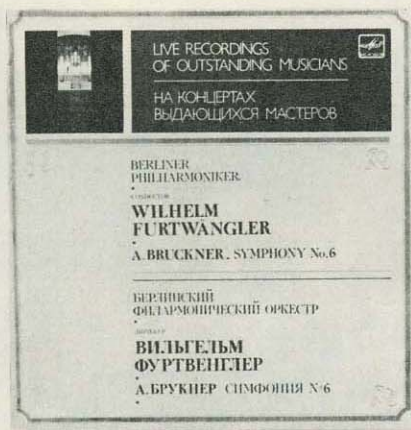 LIVE RECORDINGS
OF OUTSTANDING MUSICIANS
НА КОНЦЕРТАХ
ВЫДАЮЩИХСЯ МАСТЕРОВ
BERLINER
PHILHARMONIKER
WILHELM
FURTWÄNGLER
A. BRUCKNER. SYMPHONY No. 6
БЕРЛИНСКИЙ
ФИЛАРМОНИЧЕСКИЙ ОРКЕСТР
ВИЛЬГЕЛЬМ
ФУРТВЕНГЛЕР
А. БРУКНЕР СИМФОНИЯ №6